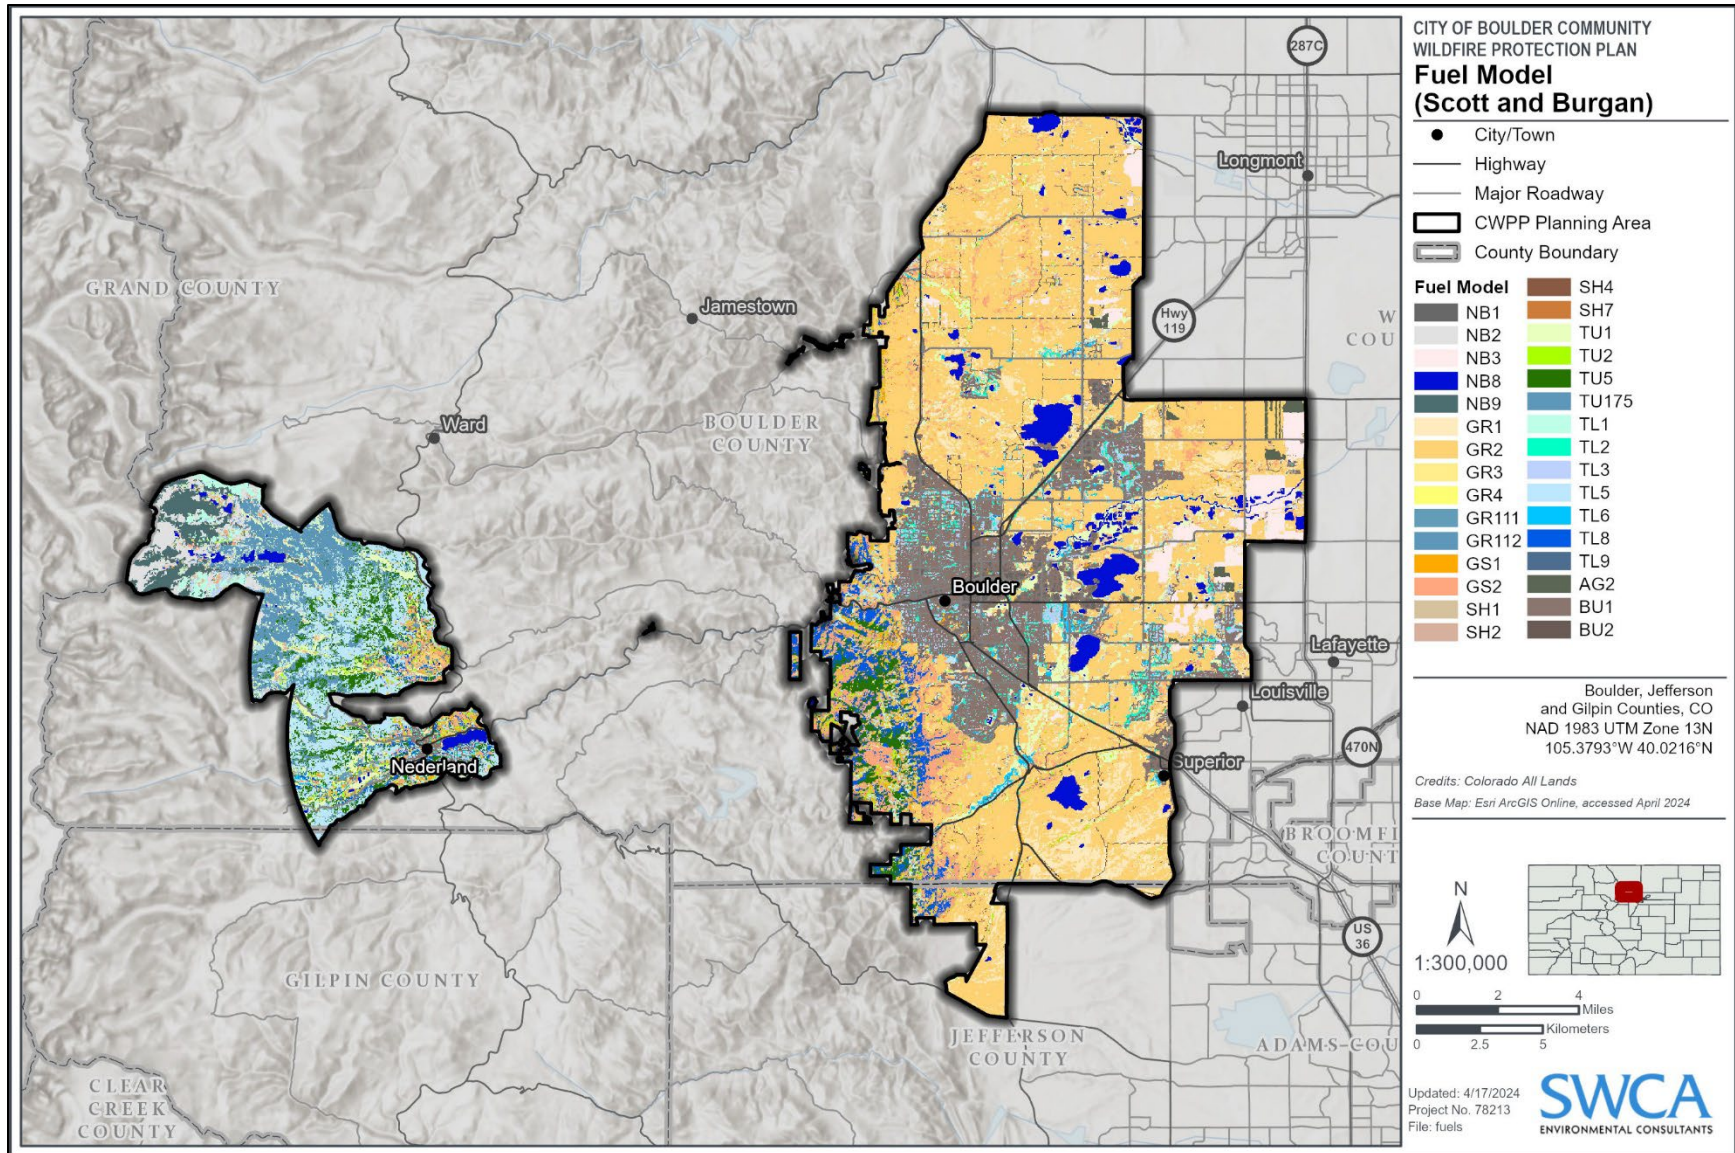 CITY OF BOULDER COMMUNITY
WILDFIRE PROTECTION PLAN
Fuel Model
(Scott and Burgan)
City/Town
Highway
Major Roadway
CWPP Planning Area
County Boundary
Fuel Model
NB1
NB2
NB3
NB8
NB9
GR1
GR2
GR3
GR4
GR111
GR112
GS1
GS2
SH1
SH2
SH4
SH7
TU1
TU2
TU5
TU175
TL1
TL2
TL3
TL5
TL6
TL8
TL9
AG2
BU1
BU2
Boulder, Jefferson
and Gilpin Counties, CO
NAD 1983 UTM Zone 13N
105.3793°W 40.0216°N
Credits: Colorado All Lands
Base Map: Esri ArcGIS Online, accessed April 2024
N
1:300,000
0 2 4
Miles
Kilometers
0 2.5 5
Updated: 4/17/2024
Project No. 78213
File: fuels
SWCA
ENVIRONMENTAL CONSULTANTS
287C
Longmont
GRAND COUNTY
Jamestown
Hwy
119
W
COU
Ward
BOULDER
COUNTY
Boulder
Lafayette
Louisville
Nederland
Superior
470N
BROOMFI
COUNT
US
36
GILPIN COUNTY
JEFFERSON
COUNTY
ADAMS COU
CLEAR
CREEK
COUNTY